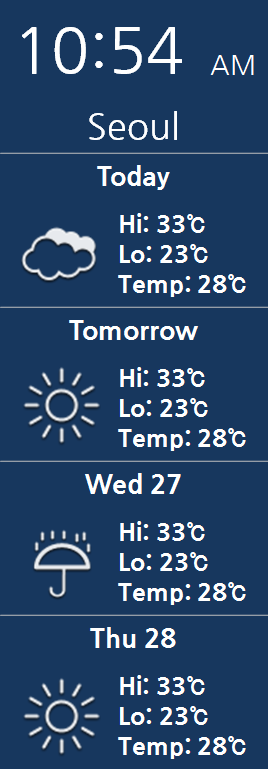 10:54 AM
Seoul
Today
Hi: 33℃
Lo: 23℃
Temp: 28℃
Tomorrow
Hi: 33℃
Lo: 23℃
Temp: 28℃
Wed 27
Hi: 33℃
Lo: 23℃
Temp: 28℃
Thu 28
Hi: 33℃
Lo: 23℃
Temp: 28℃